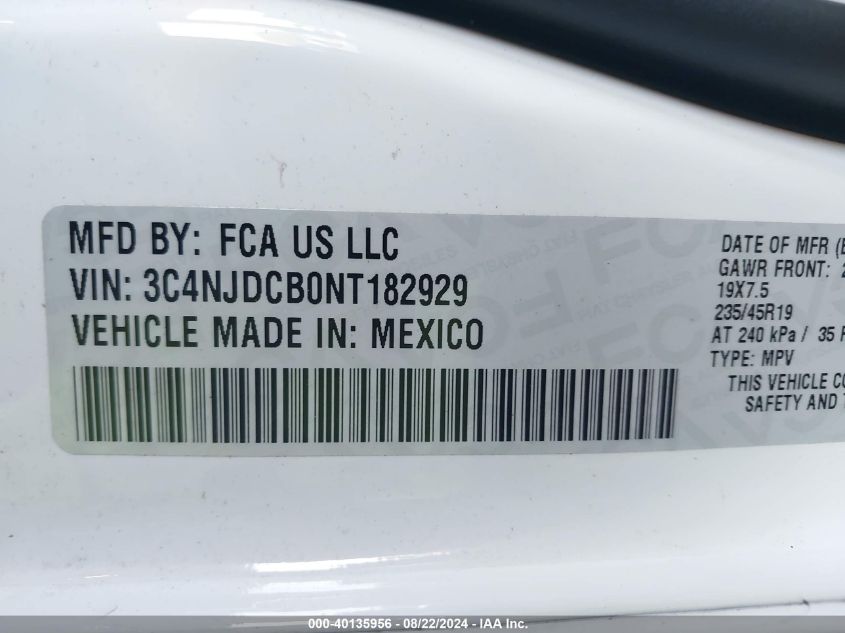 MFD BY: FCA US LLC
VIN: 3C4NJDCB0NT182929
VEHICLE MADE IN: MEXICO
DATE OF MFR
GAWR FRONT:
19X7.5
235/45R19
AT 240 kPa / 35
TYPE: MPV
THIS VEHICLE
SAFETY AND
000-40135956 - 08/22/2024 - IAAI, Inc.